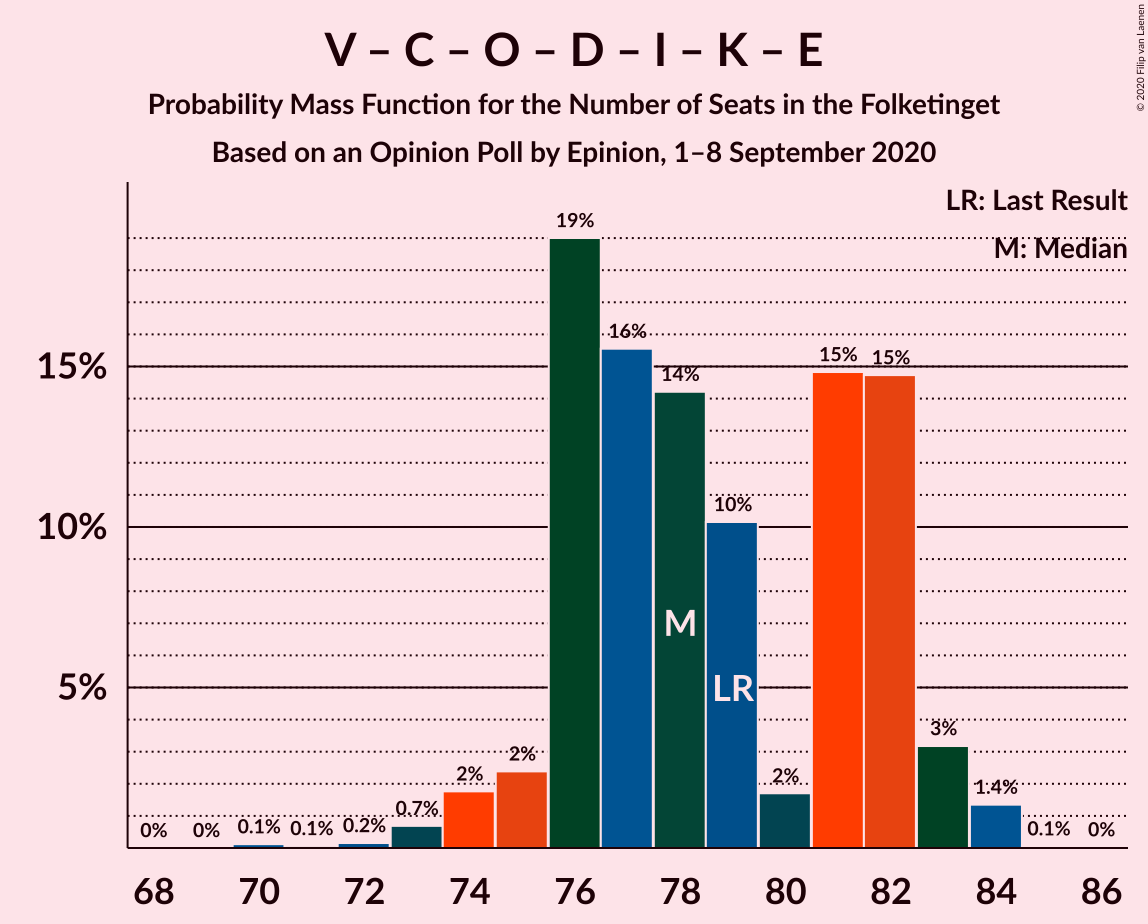 V – C – O – D – I – K – E
Probability Mass Function for the Number of Seats in the Folketinget
Based on an Opinion Poll by Epinion, 1–8 September 2020
© 2020 Filip van Laenen
LR: Last Result
M: Median
15%
10%
5%
0%
0%
0.1%
0.1%
0.2%
0.7%
2%
2%
19%
16%
14%
10%
2%
15%
15%
3%
1.4%
0.1%
0%
M
LR
68 70 72 74 76 78 80 82 84 86